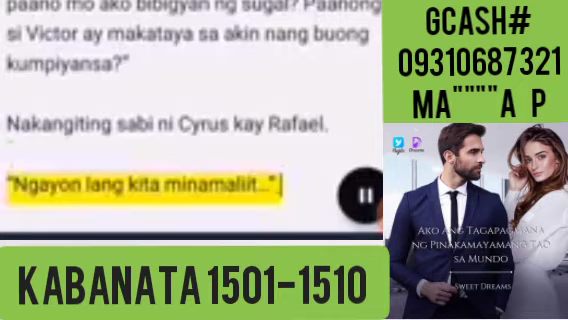 paano mo ako bibigyan ng sugat? Paanong
si Victor ay makataya sa akin nang buong
kumpiyansa?”
Nakangiting sabi ni Cyrus kay Rafael.
“Ngayon lang kita minamaliit...”
KABANATA 1501-1510
GCASH#
09310687321
MA""""A P
AKO ANG TAGAPAGMANA
NG PINAKAMAYAMANG TAO
SA MUNDO
SWEET DREAMS